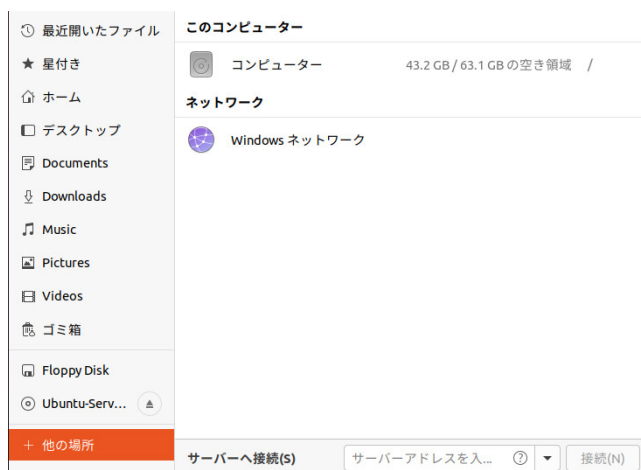 最近開いたファイル
星付き
ホーム
デスクトップ
Documents
Downloads
Music
Pictures
Videos
ゴミ箱
Floppy Disk
Ubuntu-Serv...
+ 他の場所
このコンピューター
コンピューター 43.2 GB / 63.1 GB の空き領域 /
ネットワーク
Windows ネットワーク
サーバーへ接続(S) サーバーアドレスを入... ? 接続(N)